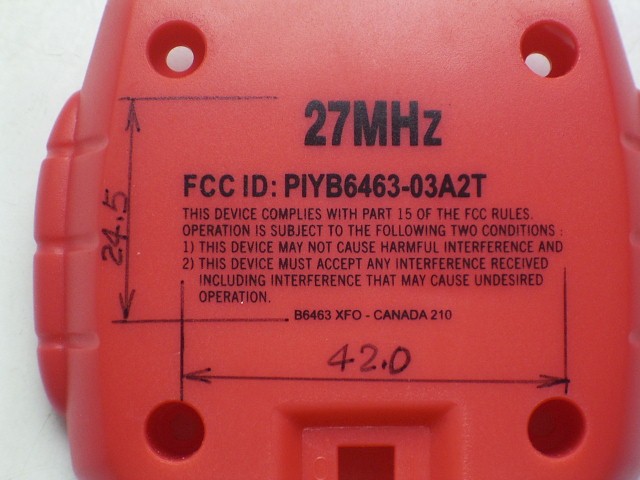 27MHz
FCC ID: PIYB6463-03A2T
THIS DEVICE COMPLIES WITH PART 15 OF THE FCC RULES.
OPERATION IS SUBJECT TO THE FOLLOWING TWO CONDITIONS :
1) THIS DEVICE MAY NOT CAUSE HARMFUL INTERFERENCE AND
2) THIS DEVICE MUST ACCEPT ANY INTERFERENCE RECEIVED
INCLUDING INTERFERENCE THAT MAY CAUSE UNDESIRED
OPERATION.
B6463 XFO - CANADA 210
24.5
42.0